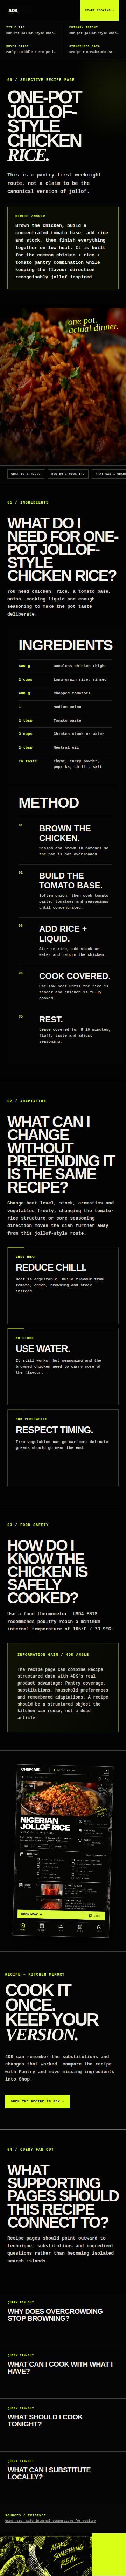 4DK
START COOKING
TITLE TAG
One-Pot Jollof-Style Chic…
PRIMARY INTENT
one pot jollof-style chic…
ROUTER STAGE
Early - middle / recipe i…
STRUCTURED DATA
Recipe + BreadcrumbList
00 / SELECTIVE RECIPE PAGE
ONE-POT
JOLLOF-
STYLE
CHICKEN
RICE.
This is a pantry-first weeknight
route, not a claim to be the
canonical version of jollof.
DIRECT ANSWER
Brown the chicken, build a
concentrated tomato base, add rice
and stock, then finish everything
together on low heat. It is built
for the common chicken + rice +
tomato pantry combination while
keeping the flavour direction
recognisably jollof-inspired.
one pot.
actual dinner.
WHAT DO I NEED?
HOW DO I COOK IT?
WHAT CAN I CHANG
01 / INGREDIENTS
WHAT DO I
NEED FOR ONE-
POT JOLLOF-
STYLE
CHICKEN RICE?
You need chicken, rice, a tomato base,
onion, cooking liquid and enough
seasoning to make the pot taste
deliberate.
INGREDIENTS
500 g
Boneless chicken thighs
2 cups
Long-grain rice, rinsed
400 g
Chopped tomatoes
1
Medium onion
2 tbsp
Tomato paste
3 cups
Chicken stock or water
2 tbsp
Neutral oil
To taste
Thyme, curry powder,
paprika, chilli, salt
METHOD
01
BROWN THE
CHICKEN.
Season and brown in batches so
the pan is not overloaded.
02
BUILD THE
TOMATO BASE.
Soften onion, then cook tomato
paste, tomatoes and seasonings
until concentrated.
03
ADD RICE +
LIQUID.
Stir in rice, add stock or
water and return the chicken.
04
COOK COVERED.
Use low heat until the rice is
tender and chicken is fully
cooked.
05
REST.
Leave covered for 5–10 minutes,
fluff, taste and adjust
seasoning.
02 / ADAPTATION
WHAT CAN I
CHANGE
WITHOUT
PRETENDING IT
IS THE SAME
RECIPE?
Change heat level, stock, aromatics and
vegetables freely; changing the tomato-
rice structure or core seasoning
direction moves the dish further away
from this jollof-style route.
LESS HEAT
REDUCE CHILLI.
Heat is adjustable. Build flavour from
tomato, onion, browning and stock
instead.
NO STOCK
USE WATER.
It still works, but seasoning and the
browned chicken need to carry more of
the flavour.
ADD VEGETABLES
RESPECT TIMING.
Firm vegetables can go earlier; delicate
greens should go near the end.
03 / FOOD SAFETY
HOW DO I
KNOW THE
CHICKEN IS
SAFELY
COOKED?
Use a food thermometer: USDA FSIS
recommends poultry reach a minimum
internal temperature of 165°F / 73.9°C.
INFORMATION GAIN / 4DK ANGLE
The recipe page can combine Recipe
structured data with 4DK's real
product advantage: Pantry coverage,
substitutions, household preferences
and remembered adaptations. A recipe
should be a structured object the
kitchen can reuse, not a dead
article.
NIGERIAN
JOLLOF RICE
COOK NOW
RECIPE → KITCHEN MEMORY
COOK IT
ONCE.
KEEP YOUR
VERSION.
4DK can remember the substitutions and
changes that worked, compare the recipe
with Pantry and move missing ingredients
into Shop.
OPEN THE RECIPE IN 4DK
04 / QUERY FAN-OUT
WHAT
SUPPORTING
PAGES SHOULD
THIS RECIPE
CONNECT TO?
Recipe pages should point outward to
technique, substitutions and ingredient
questions rather than becoming isolated
search islands.
QUERY FAN-OUT
WHY DOES OVERCROWDING
STOP BROWNING?
QUERY FAN-OUT
WHAT CAN I COOK WITH WHAT I
HAVE?
QUERY FAN-OUT
WHAT SHOULD I COOK
TONIGHT?
QUERY FAN-OUT
WHAT CAN I SUBSTITUTE
LOCALLY?
SOURCES / EVIDENCE
USDA FSIS: safe internal temperature for poultry
MAKE
SOMETHING
REAL